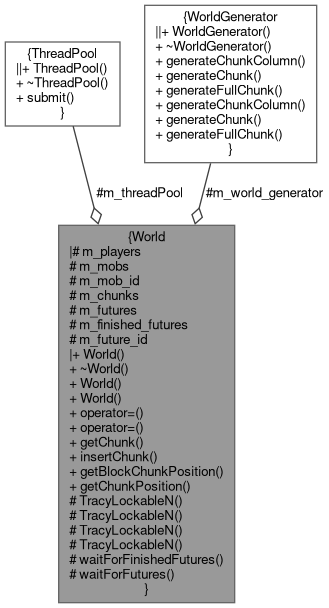 {ThreadPool
||+ ThreadPool()
+ ~ThreadPool()
+ submit()
}
{WorldGenerator
||+ WorldGenerator()
+ ~WorldGenerator()
+ generateChunkColumn()
+ generateChunk()
+ generateFullChunk()
+ generateChunkColumn()
+ generateChunk()
+ generateFullChunk()
}
#m_threadPool
#m_world_generator
{World
|# m_players
# m_mobs
# m_mob_id
# m_chunks
# m_futures
# m_finished_futures
# m_future_id
|+ World()
+ ~World()
+ World()
+ World()
+ operator=()
+ operator=()
+ getChunk()
+ insertChunk()
+ getBlockChunkPosition()
+ getChunkPosition()
# TracyLockableN()
# TracyLockableN()
# TracyLockableN()
# TracyLockableN()
# waitForFinishedFutures()
# waitForFutures()
}